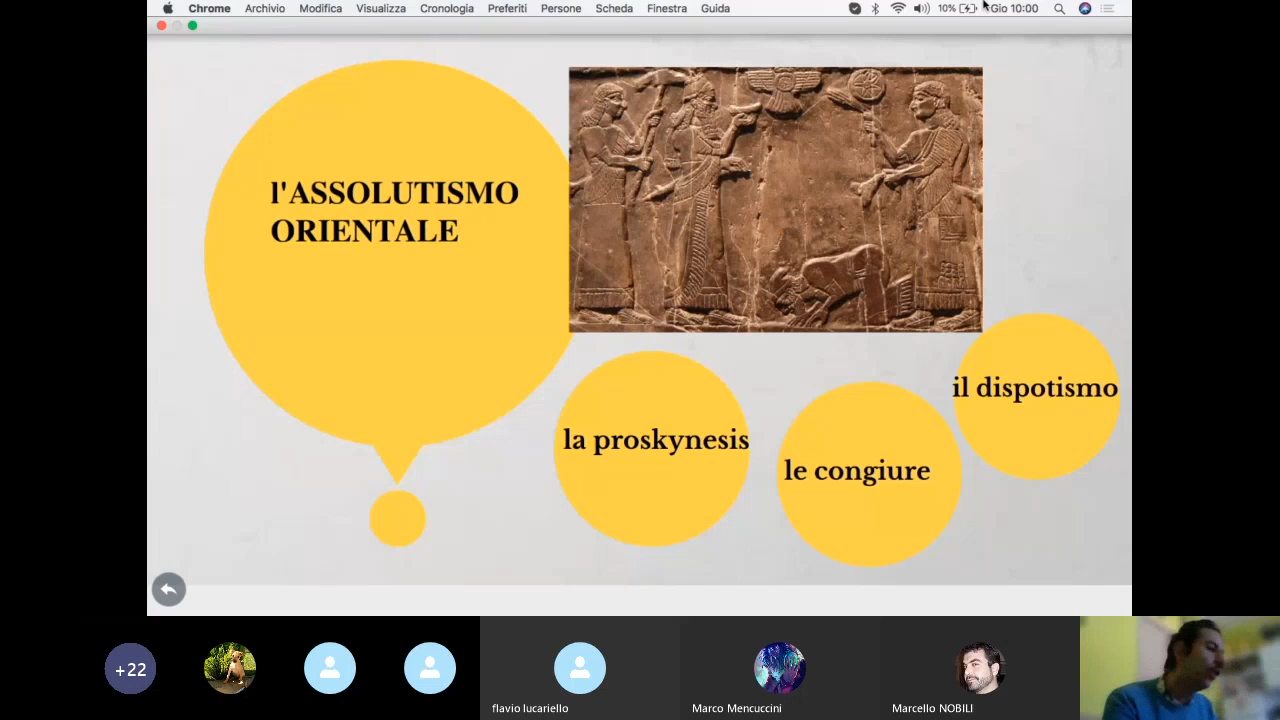 Chrome Archivio Modifica Visualizza Cronologia Preferiti Persone Scheda Finestra Guida 10% Gio 10:00
l'ASSOLUTISMO
ORIENTALE
il dispotismo
la proskynesis
le congiure
+22
flavio lucariello
Marco Mencuccini
Marcello NOBILI